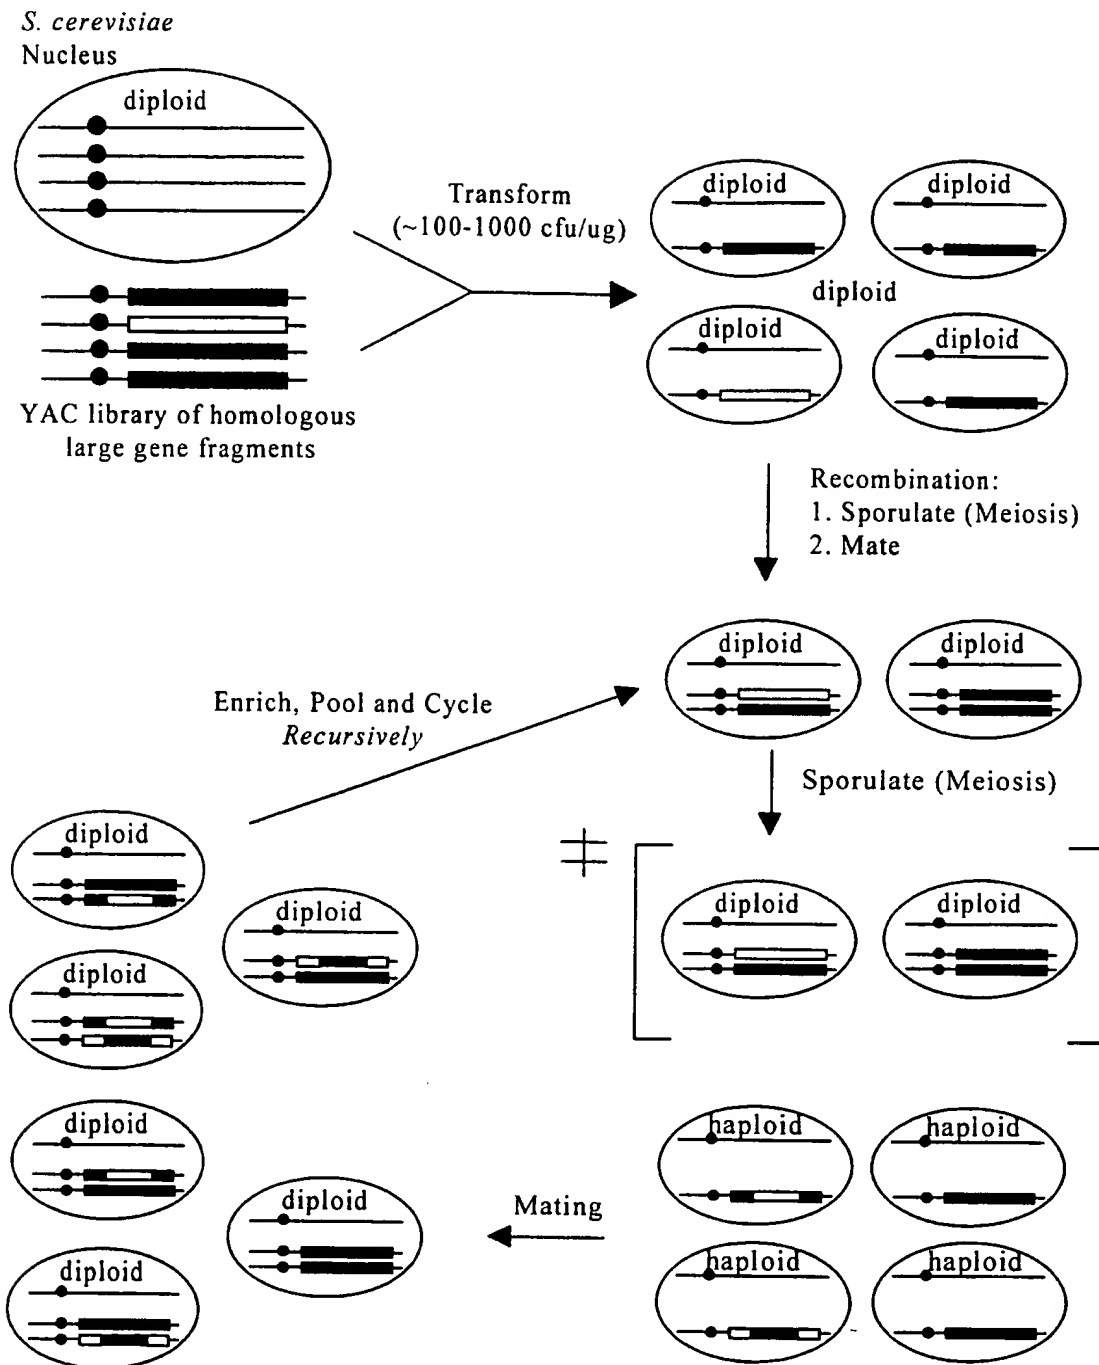 S. cerevisiae
Nucleus
diploid
YAC library of homologous
large gene fragments
Transform
(~100-1000 cfu/ug)
diploid
diploid
diploid
diploid
diploid
Recombination:
1. Sporulate (Meiosis)
2. Mate
diploid
diploid
Enrich, Pool and Cycle
Recursively
Sporulate (Meiosis)
‡
diploid
diploid
haploid
haploid
haploid
haploid
Mating
diploid
diploid
diploid
diploid
diploid
diploid